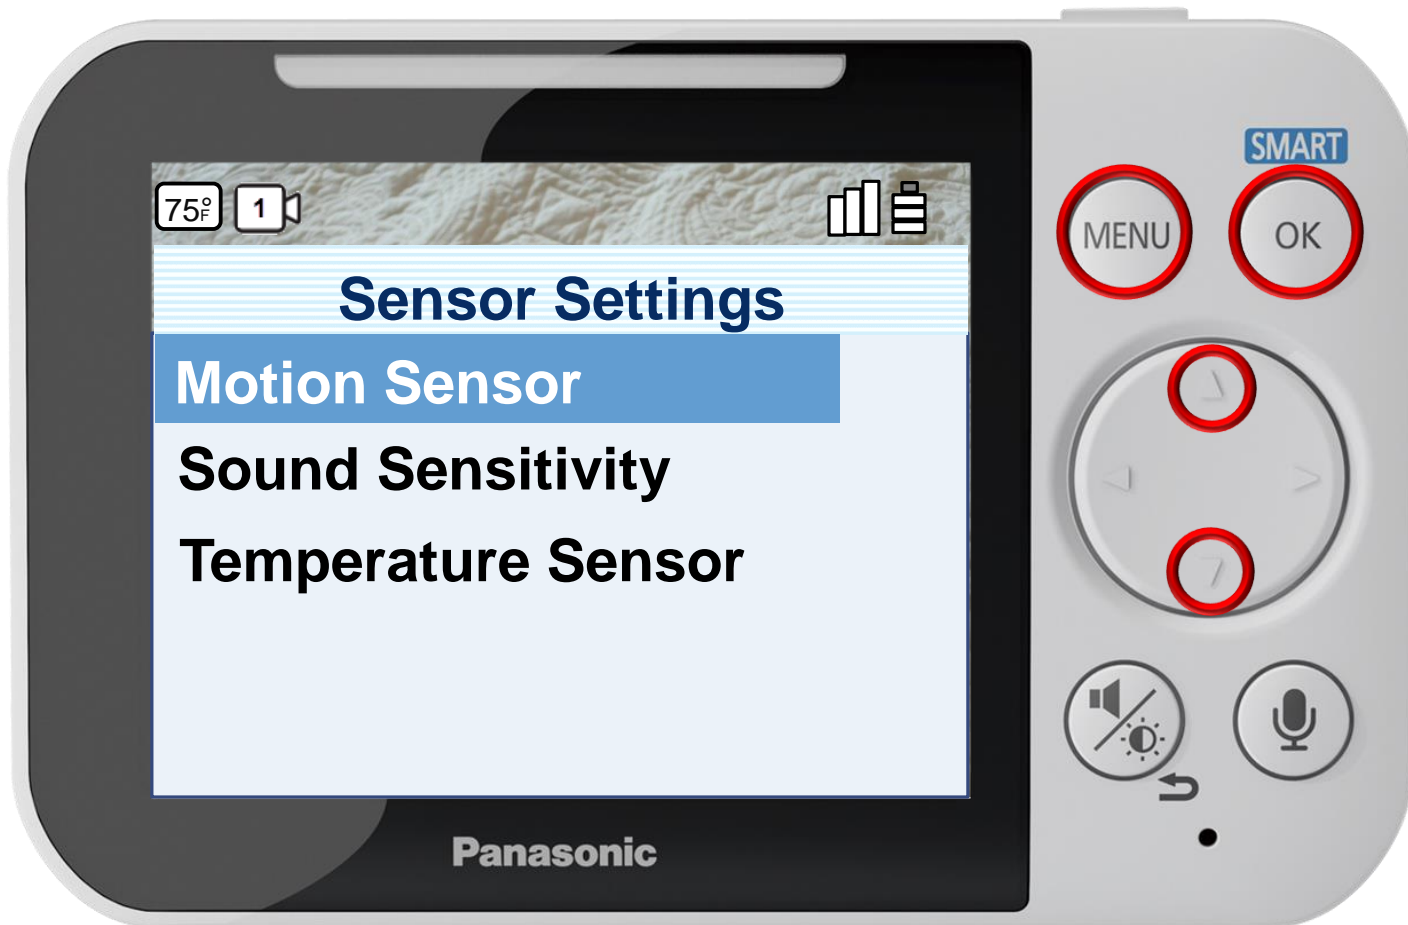 SMART
75°F 1
MENU OK
Sensor Settings
Motion Sensor
Sound Sensitivity
Temperature Sensor
Panasonic